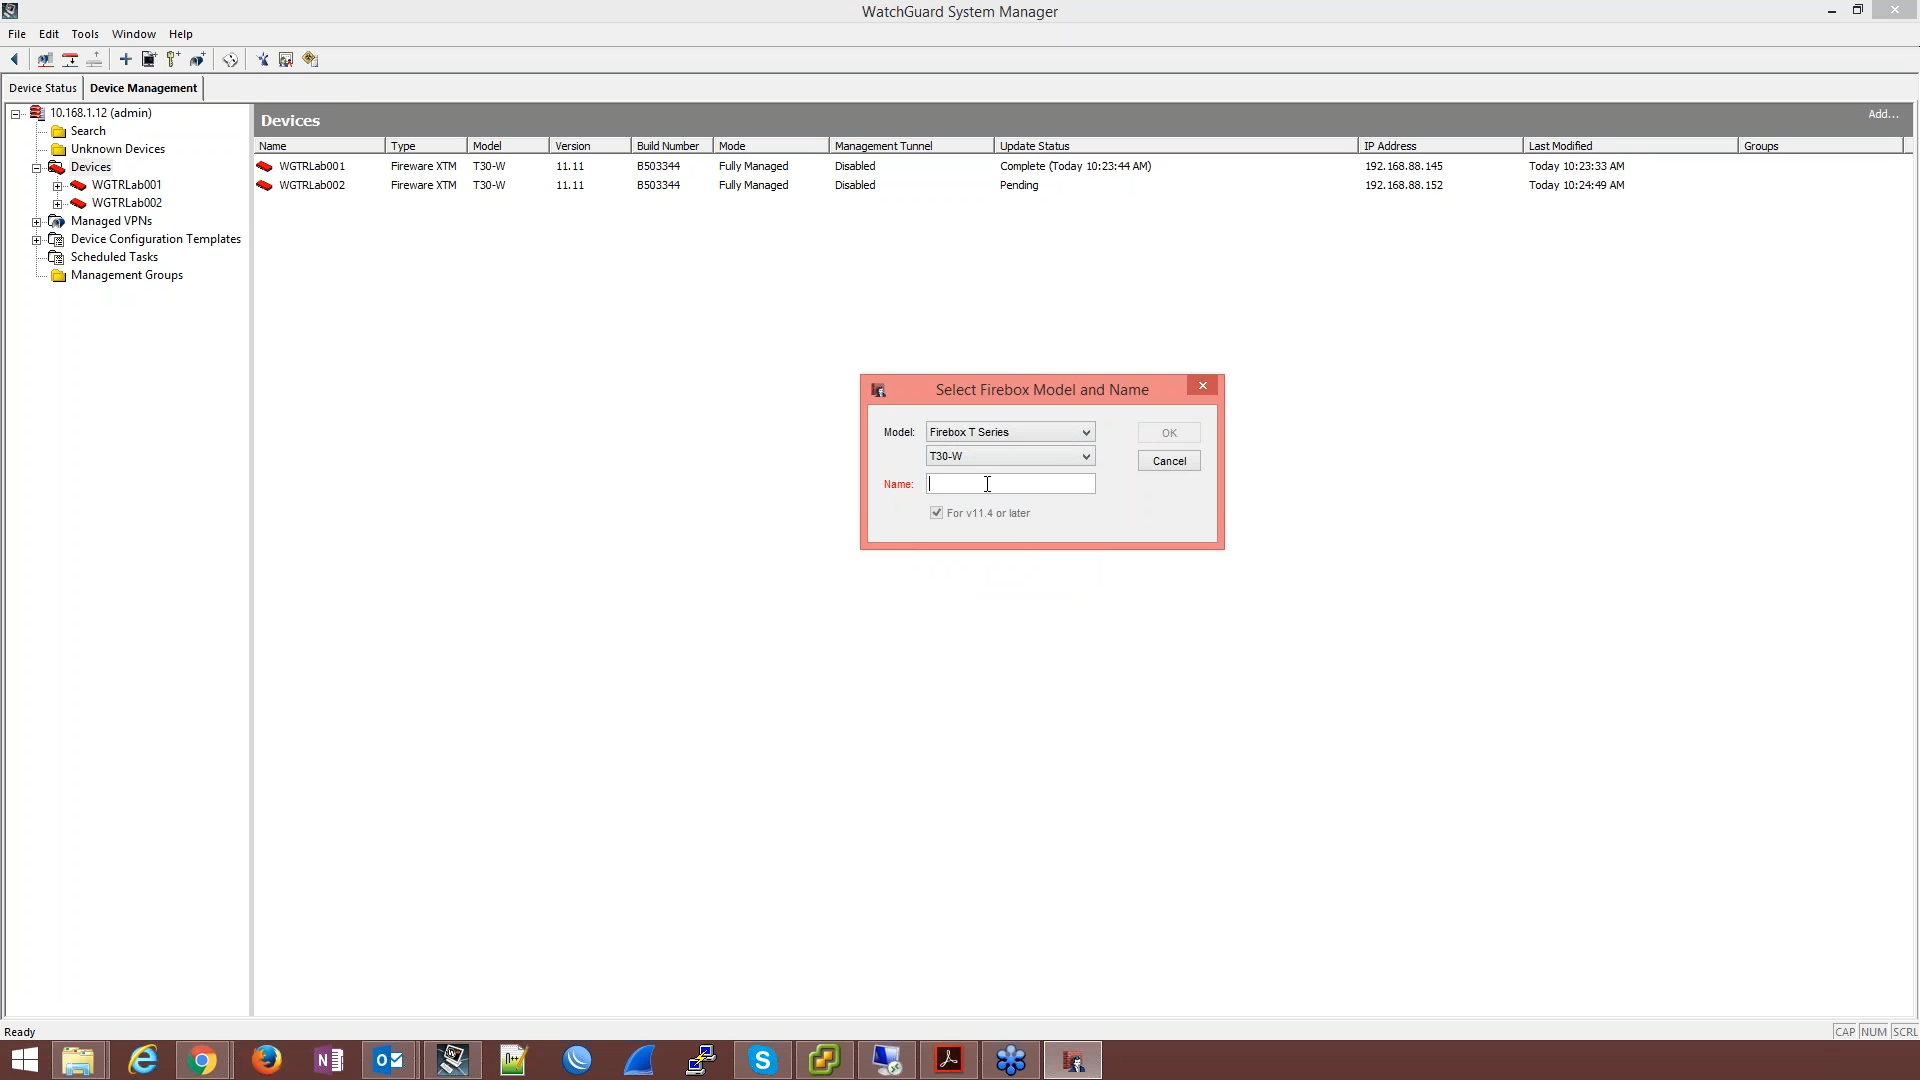 WatchGuard System Manager
File Edit Tools Window Help
Device Status Device Management
10.168.1.12 (admin)
Search
Unknown Devices
Devices
WGTRLab001
WGTRLab002
Managed VPNs
Device Configuration Templates
Scheduled Tasks
Management Groups
Devices Add...
Name Type Model Version Build Number Mode Management Tunnel Update Status IP Address Last Modified Groups
WGTRLab001 Fireware XTM T30-W 11.11 B503344 Fully Managed Disabled Complete (Today 10:23:44 AM) 192.168.88.145 Today 10:23:33 AM
WGTRLab002 Fireware XTM T30-W 11.11 B503344 Fully Managed Disabled Pending 192.168.88.152 Today 10:24:49 AM
Select Firebox Model and Name
Model: Firebox T Series OK
T30-W Cancel
Name:
For v11.4 or later
Ready CAP NUM SCRL